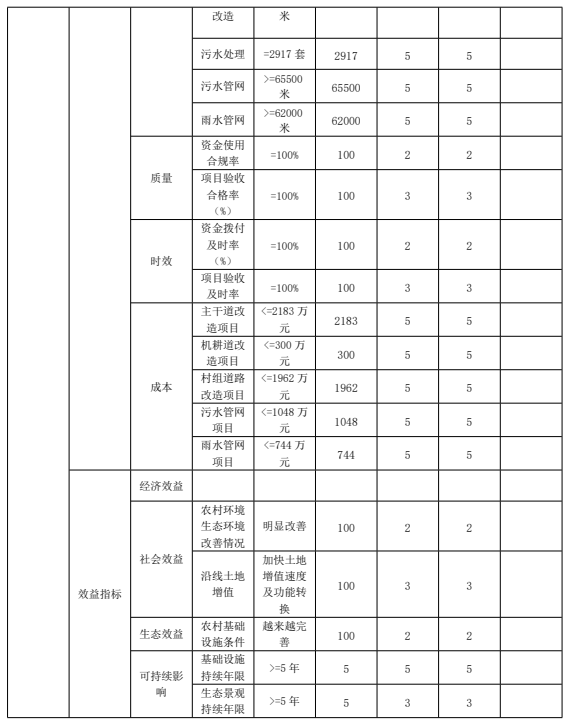 改造 米
污水处理 =2917 套 2917 5 5
污水管网 >=65500 米 65500 5 5
雨水管网 >=62000 米 62000 5 5
质量 资金使用合规率 =100% 100 2 2
项目验收合格率（%） =100% 100 3 3
时效 资金拨付及时率（%） =100% 100 2 2
项目验收及时率 =100% 100 3 3
成本 主干道改造项目 <=2183 万元 2183 5 5
机耕道改造项目 <=300 万元 300 5 5
村组道路改造项目 <=1962 万元 1962 5 5
污水管网项目 <=1048 万元 1048 5 5
雨水管网项目 <=744 万元 744 5 5
效益指标 经济效益
社会效益 农村环境生态环境改善情况 明显改善 100 2 2
沿线土地增值 加快土地增值速度及功能转换 100 3 3
生态效益 农村基础设施条件 越来越完善 100 2 2
可持续影响 基础设施持续年限 >=5 年 5 5 5
生态景观持续年限 >=5 年 5 3 3